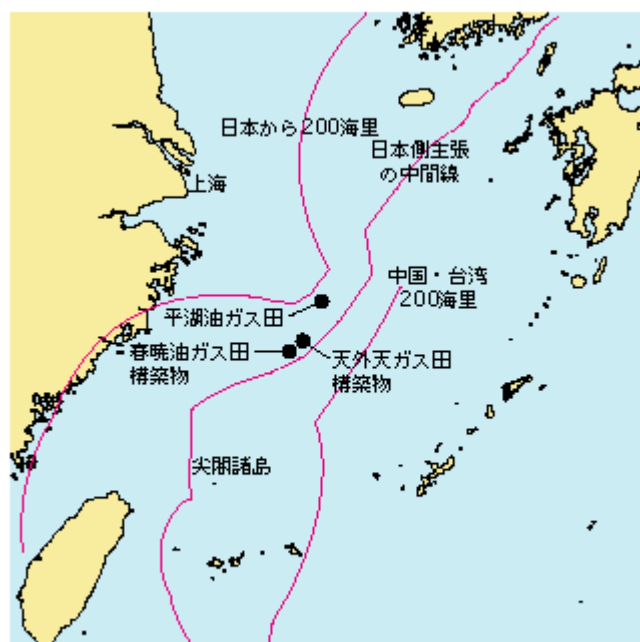 日本から200海里
日本側主張
の中間線
上海
中国・台湾
200海里
平湖油ガス田
春暁油ガス田
構築物
天外天ガス田
構築物
尖閣諸島